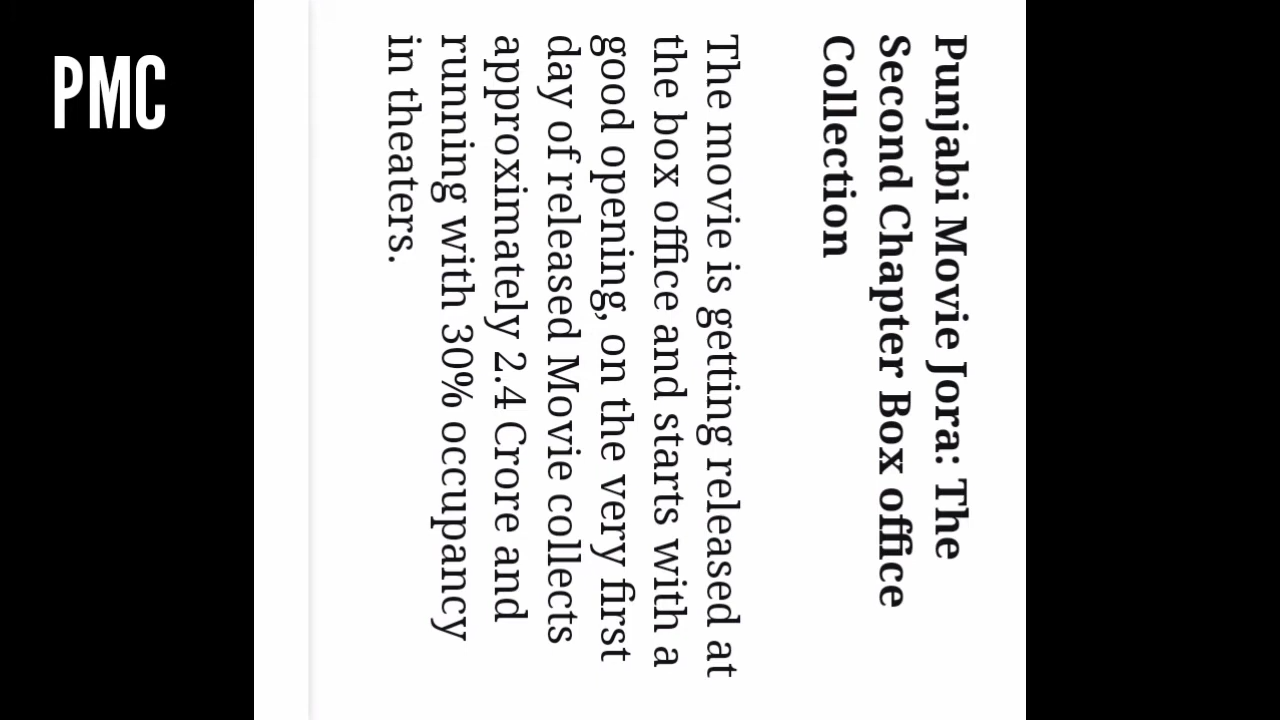 PMC
Punjabi Movie Jora: The
Second Chapter Box office
Collection
The movie is getting released at
the box office and starts with a
good opening, on the very first
day of released Movie collects
approximately 2.4 Crore and
running with 30% occupancy
in theaters.